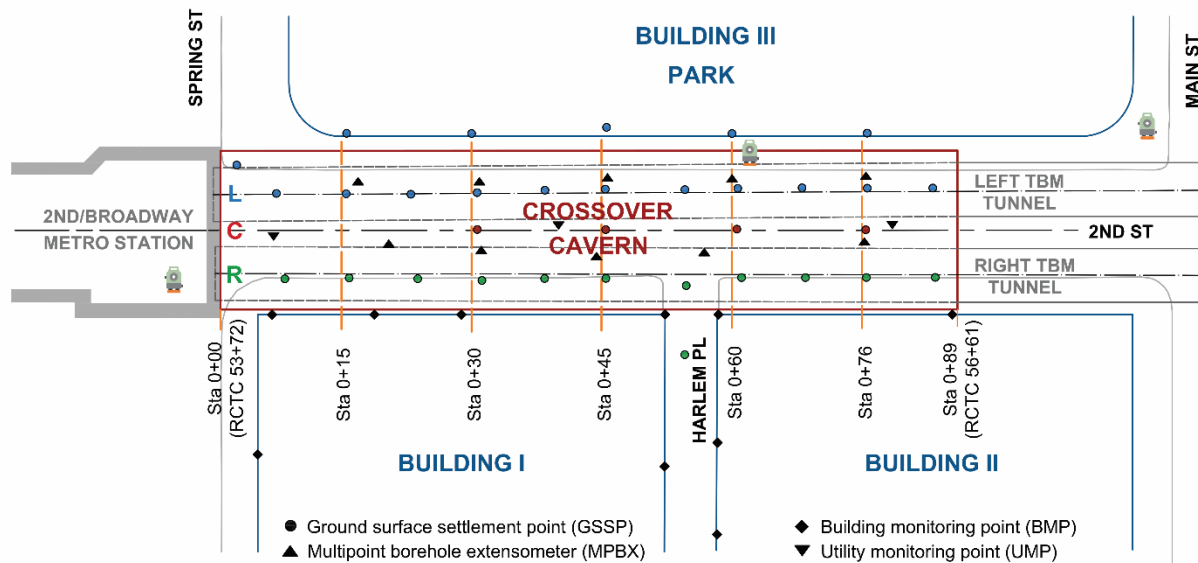 SPRING ST
BUILDING III
PARK
MAIN ST
L
LEFT TBM
TUNNEL
CROSSOVER
2ND/BROADWAY
METRO STATION
C
CAVERN
2ND ST
R
RIGHT TBM
TUNNEL
Sta 0+00
(RCTC 53+72)
Sta 0+15
Sta 0+30
Sta 0+45
HARLEM PL
Sta 0+60
Sta 0+76
Sta 0+89
(RCTC 56+61)
BUILDING I
BUILDING II
Ground surface settlement point (GSSP)
Multipoint borehole extensometer (MPBX)
Building monitoring point (BMP)
Utility monitoring point (UMP)